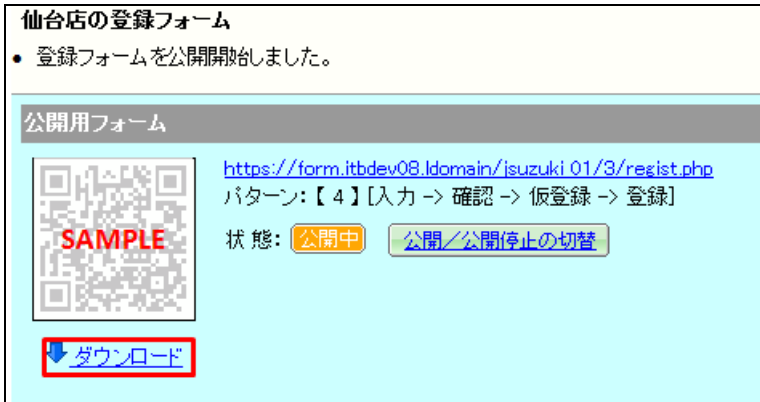 仙台店の登録フォーム
• 登録フォームを公開開始しました。
公開用フォーム
https://form.itbdev08.ldomain/jsuzuki_01/3/regist.php
パターン:【４】[入力 -> 確認 -> 仮登録 -> 登録]
SAMPLE
状 態: 公開中 公開／公開停止の切替
ダウンロード